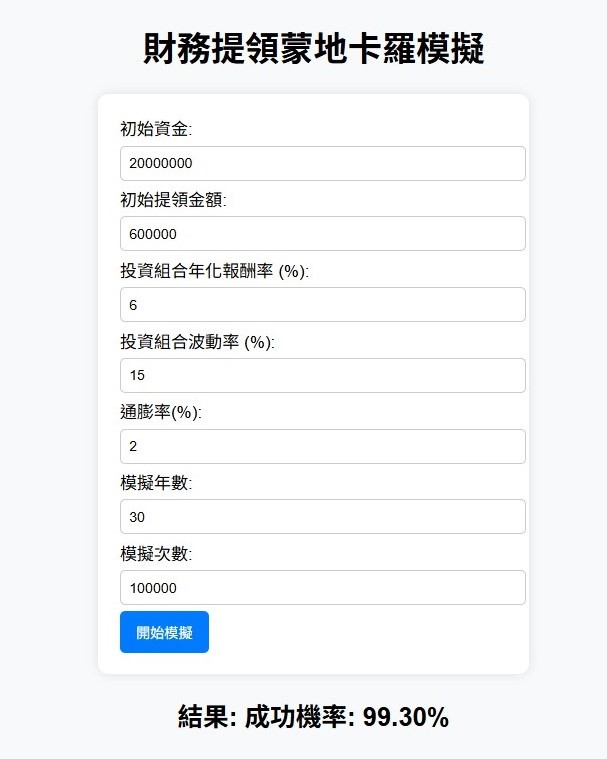 財務提領蒙地卡羅模擬
初始資金:
20000000
初始提領金額:
600000
投資組合年化報酬率 (%):
6
投資組合波動率 (%):
15
通膨率(%):
2
模擬年數:
30
模擬次數:
100000
開始模擬
結果: 成功機率: 99.30%